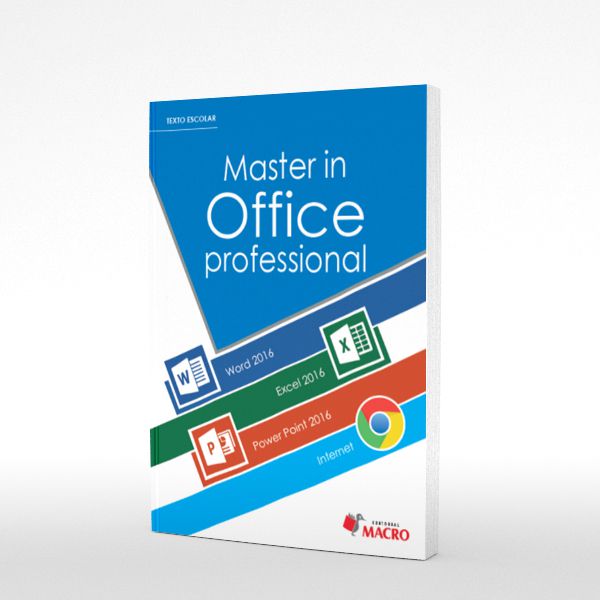 TEXTO ESCOLAR
Master in
Office
professional
W
Word 2016
X
Excel 2016
P
Power Point 2016
Internet
EDITORIAL
MACRO